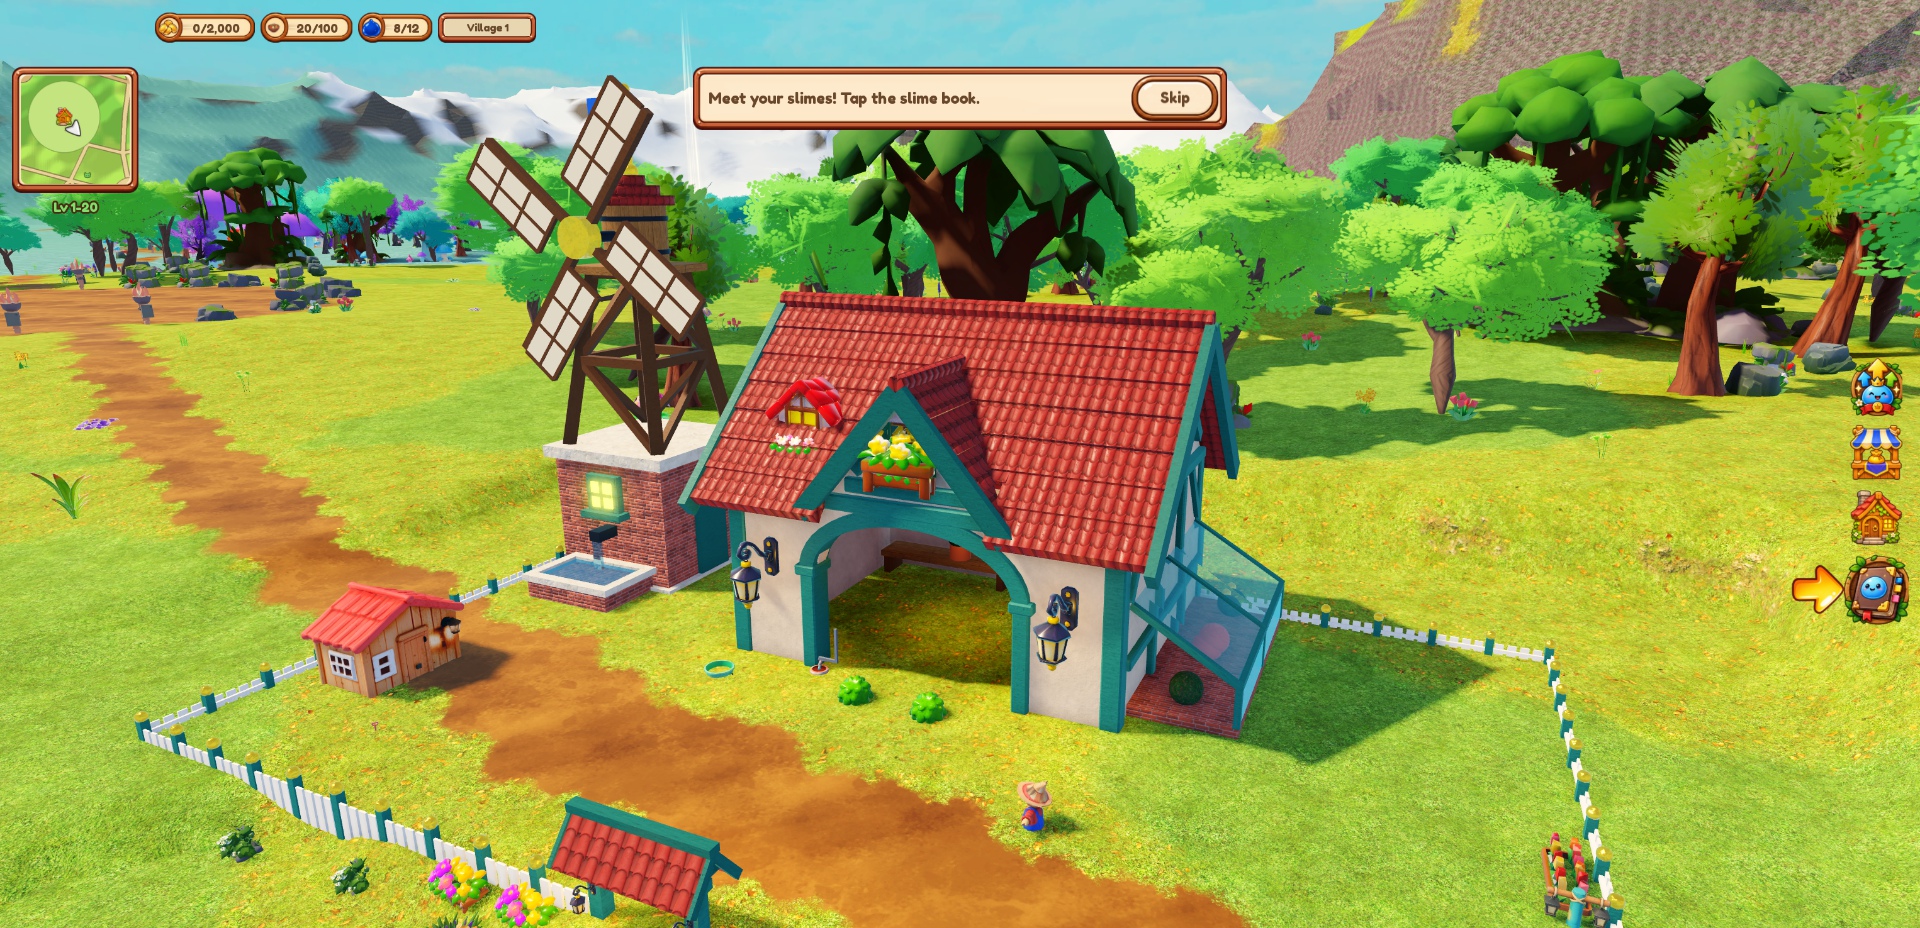 0/2,000
20/100
8/12
Village 1
Meet your slimes! Tap the slime book.
Skip
Lv 1-20